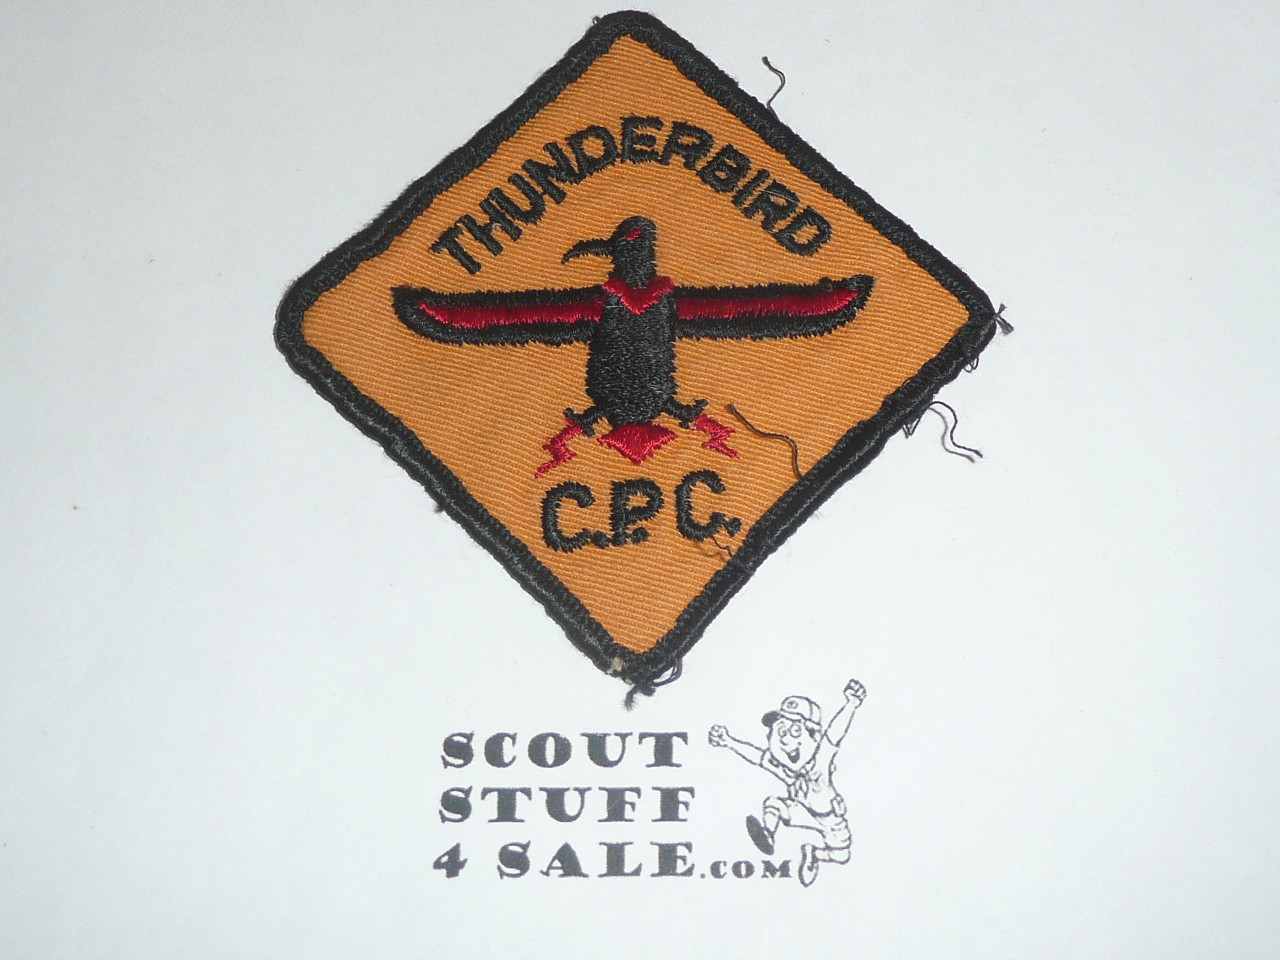 THUNDERBIRD
C.P.C.
SCOUT
STUFF
4 SALE.COM